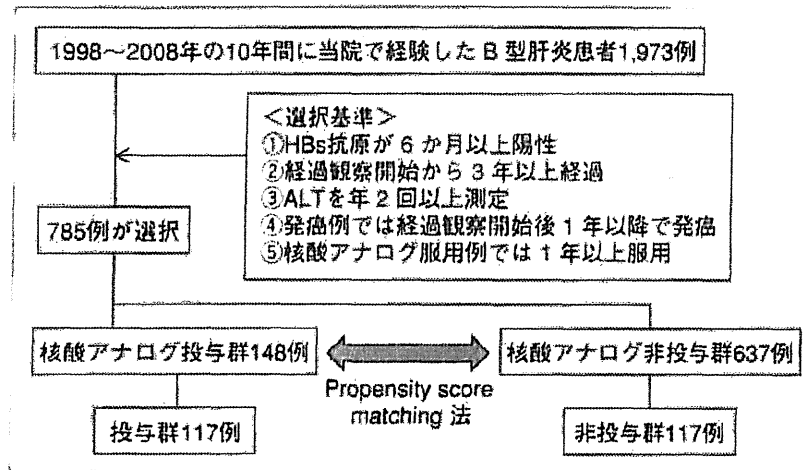 1998～2008年の10年間に当院で経験したB型肝炎患者1,973例
＜選択基準＞
①HBs抗原が6か月以上陽性
②経過観察開始から3年以上経過
③ALTを年2回以上測定
④発癌例では経過観察開始後1年以降で発癌
⑤核酸アナログ服用例では1年以上服用
785例が選択
核酸アナログ投与群148例
核酸アナログ非投与群637例
Propensity score
matching 法
投与群117例
非投与群117例